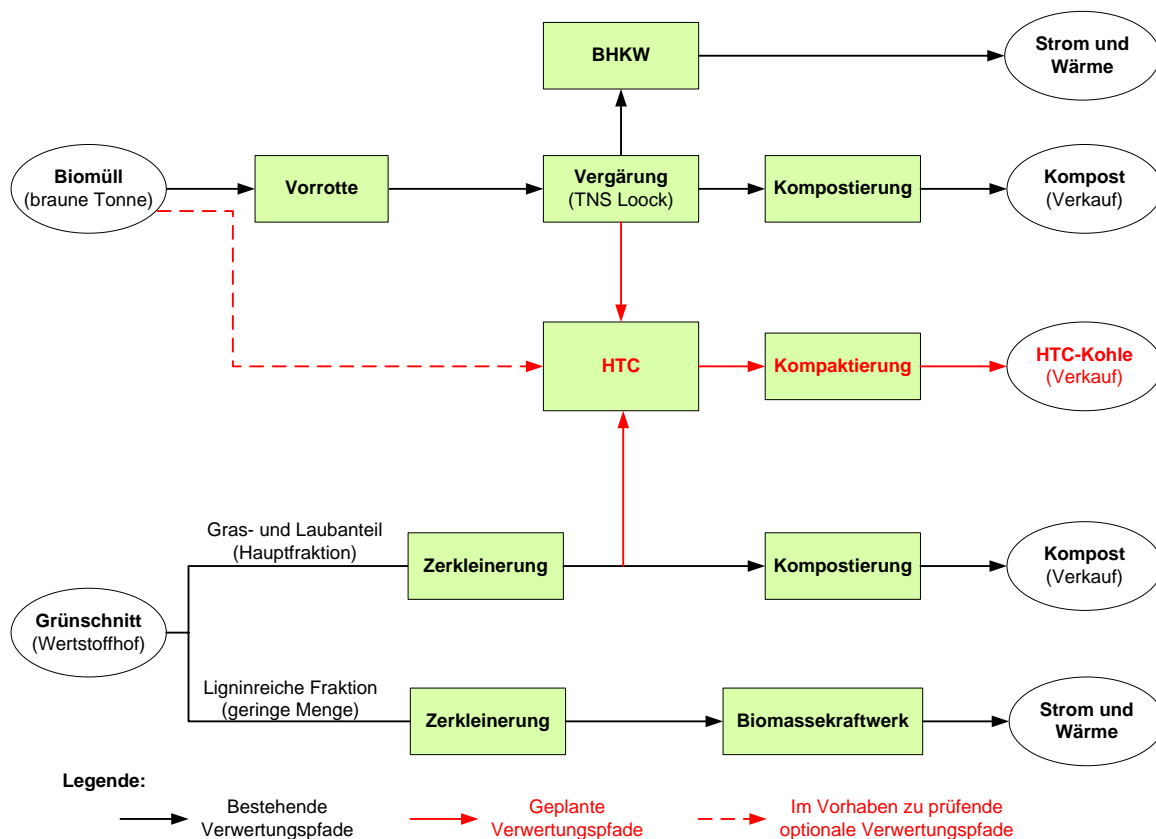 BHKW
Strom und
Wärme
Biomüll
(braune Tonne)
Vorrotte
Vergärung
(TNS Loock)
Kompostierung
Kompost
(Verkauf)
HTC
Kompaktierung
HTC-Kohle
(Verkauf)
Gras- und Laubanteil
(Hauptfraktion)
Zerkleinerung
Kompostierung
Kompost
(Verkauf)
Grünschnitt
(Wertstoffhof)
Ligninreiche Fraktion
(geringe Menge)
Zerkleinerung
Biomassekraftwerk
Strom und
Wärme
Legende:
Bestehende
Verwertungspfade
Geplante
Verwertungspfade
Im Vorhaben zu prüfende
optionale Verwertungspfade